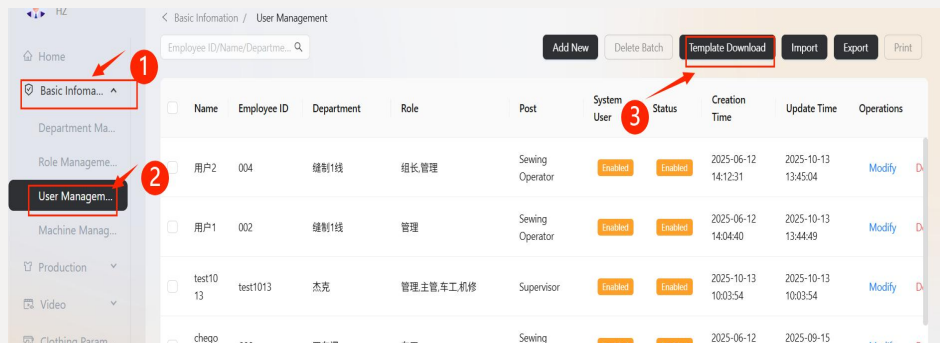 HZ
< Basic Infomation / User Management
Employee ID/Name/Departme...
Add New
Delete Batch
Template Download
Import
Export
Print
Home
1
Basic Infoma...
Department Ma...
Role Manageme...
2
User Managem...
Machine Manag...
Production
Video
Clothing Param
3
Name Employee ID Department Role Post System User Status Creation Time Update Time Operations
用户2 004 缝制1线 组长,管理 Sewing Operator Enabled Enabled 2025-06-12 14:12:31 2025-10-13 13:45:04 Modify
用户1 002 缝制1线 管理 Sewing Operator Enabled Enabled 2025-06-12 14:04:40 2025-10-13 13:44:49 Modify
test1013 test1013 杰克 管理,主管,车工,机修 Supervisor Enabled Enabled 2025-10-13 10:03:54 2025-10-13 10:03:54 Modify
chego Sewing 2025-06-12 2025-09-15